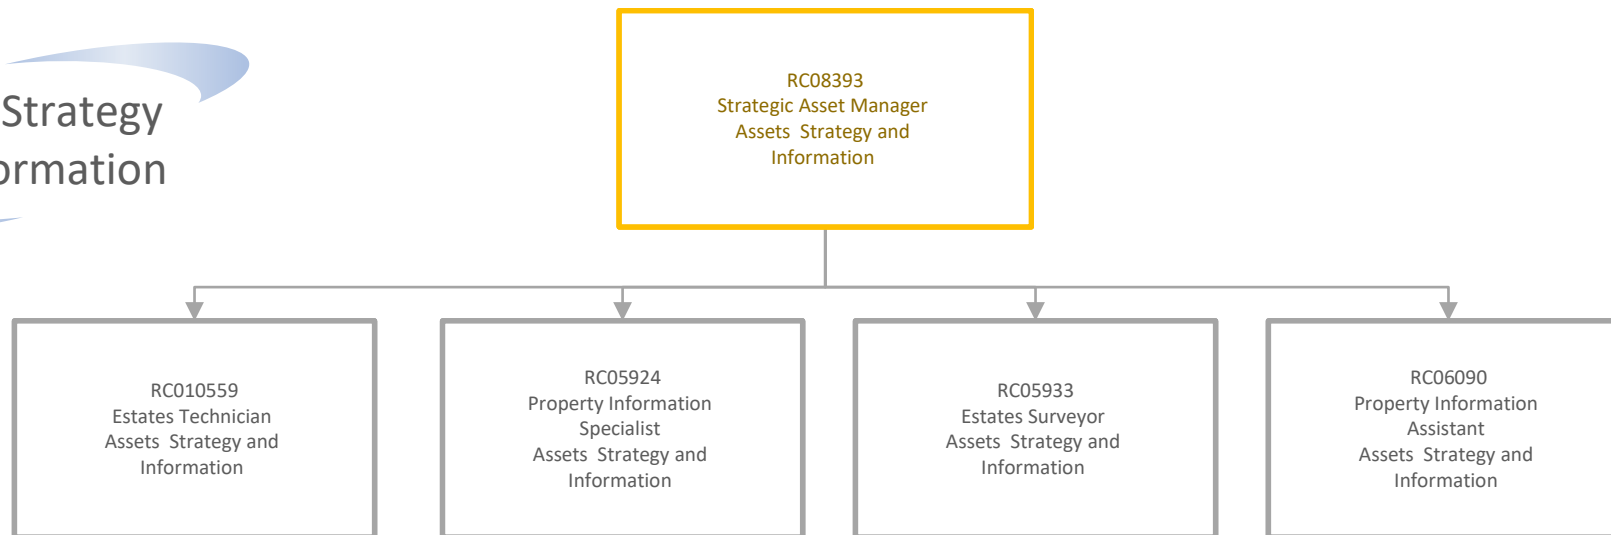 Strategy
ormation
RC08393
Strategic Asset Manager
Assets  Strategy and
Information
RC010559
Estates Technician
Assets  Strategy and
Information
RC05924
Property Information
Specialist
Assets  Strategy and
Information
RC05933
Estates Surveyor
Assets  Strategy and
Information
RC06090
Property Information
Assistant
Assets  Strategy and
Information